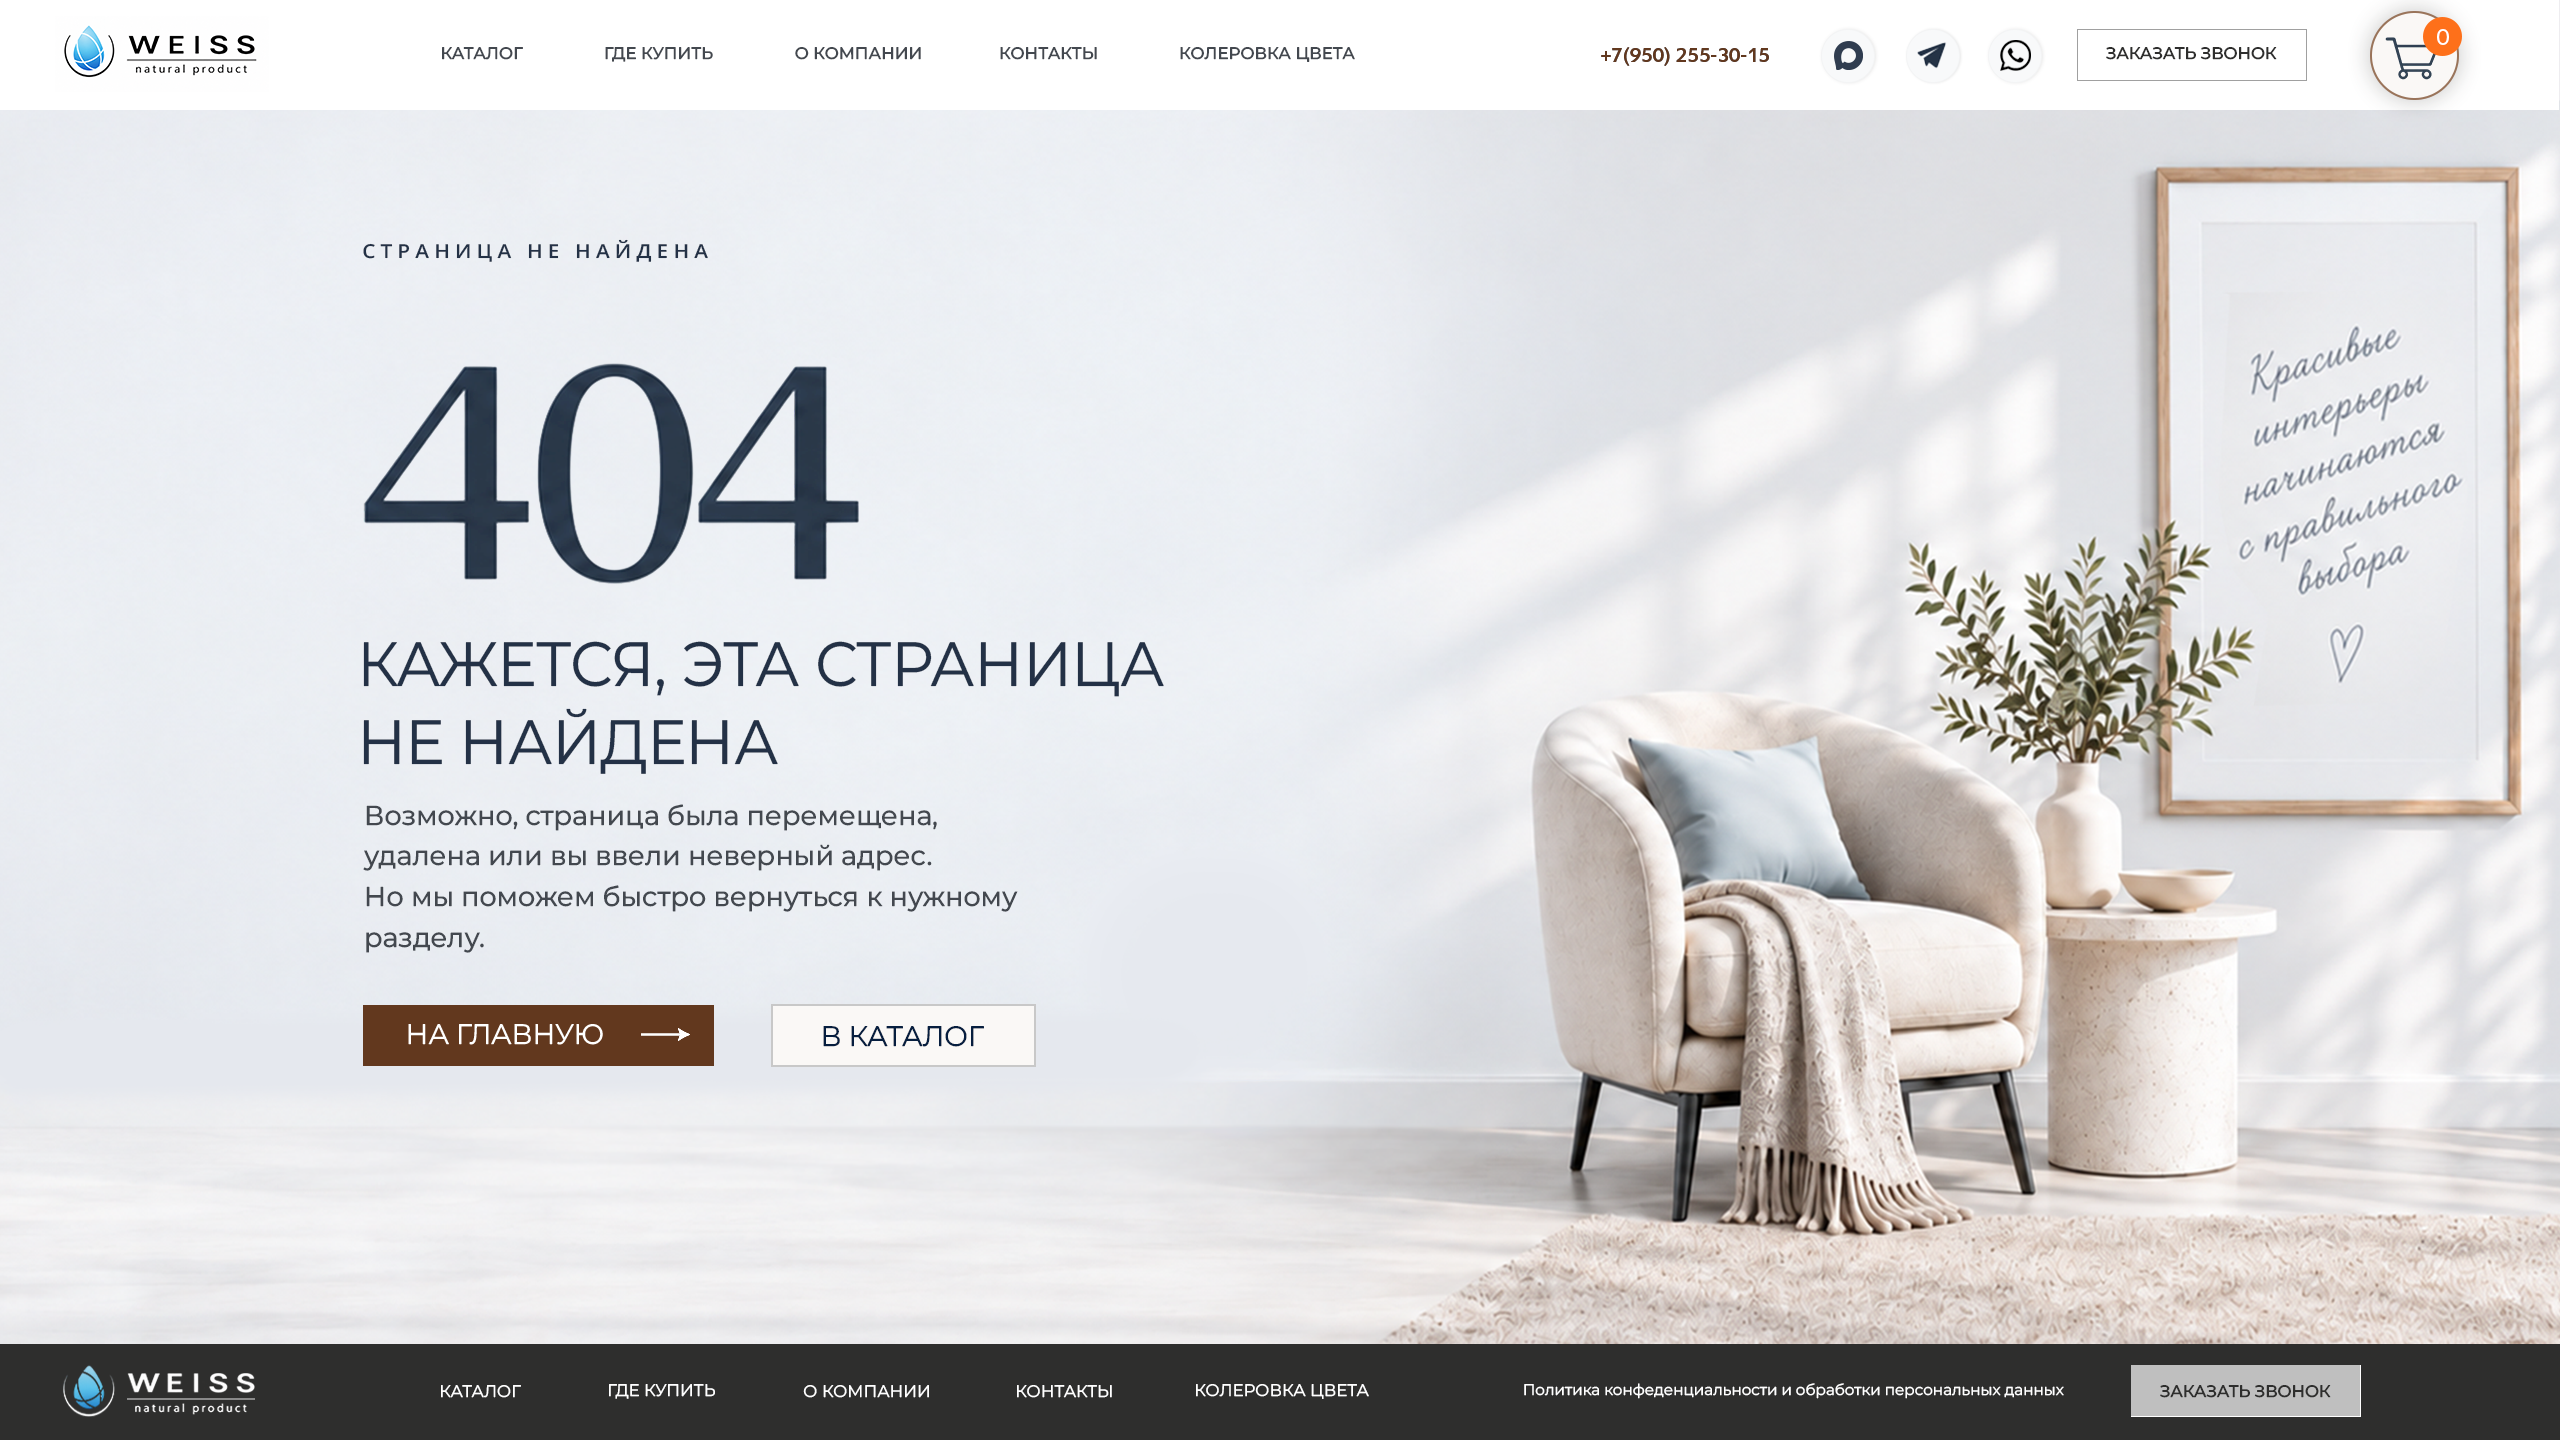 WEISS
natural product
КАТАЛОГ
ГДЕ КУПИТЬ
О КОМПАНИИ
КОНТАКТЫ
КОЛЕРОВКА ЦВЕТА
+7(950) 255-30-15
ЗАКАЗАТЬ ЗВОНОК
0
СТРАНИЦА НЕ НАЙДЕНА
404
КАЖЕТСЯ, ЭТА СТРАНИЦА
НЕ НАЙДЕНА
Возможно, страница была перемещена,
удалена или вы ввели неверный адрес.
Но мы поможем быстро вернуться к нужному
разделу.
НА ГЛАВНУЮ
В КАТАЛОГ
Красивые
интерьеры
начинаются
с правильного
выбора
WEISS
natural product
КАТАЛОГ
ГДЕ КУПИТЬ
О КОМПАНИИ
КОНТАКТЫ
КОЛЕРОВКА ЦВЕТА
Политика конфеденциальности и обработки персональных данных
ЗАКАЗАТЬ ЗВОНОК